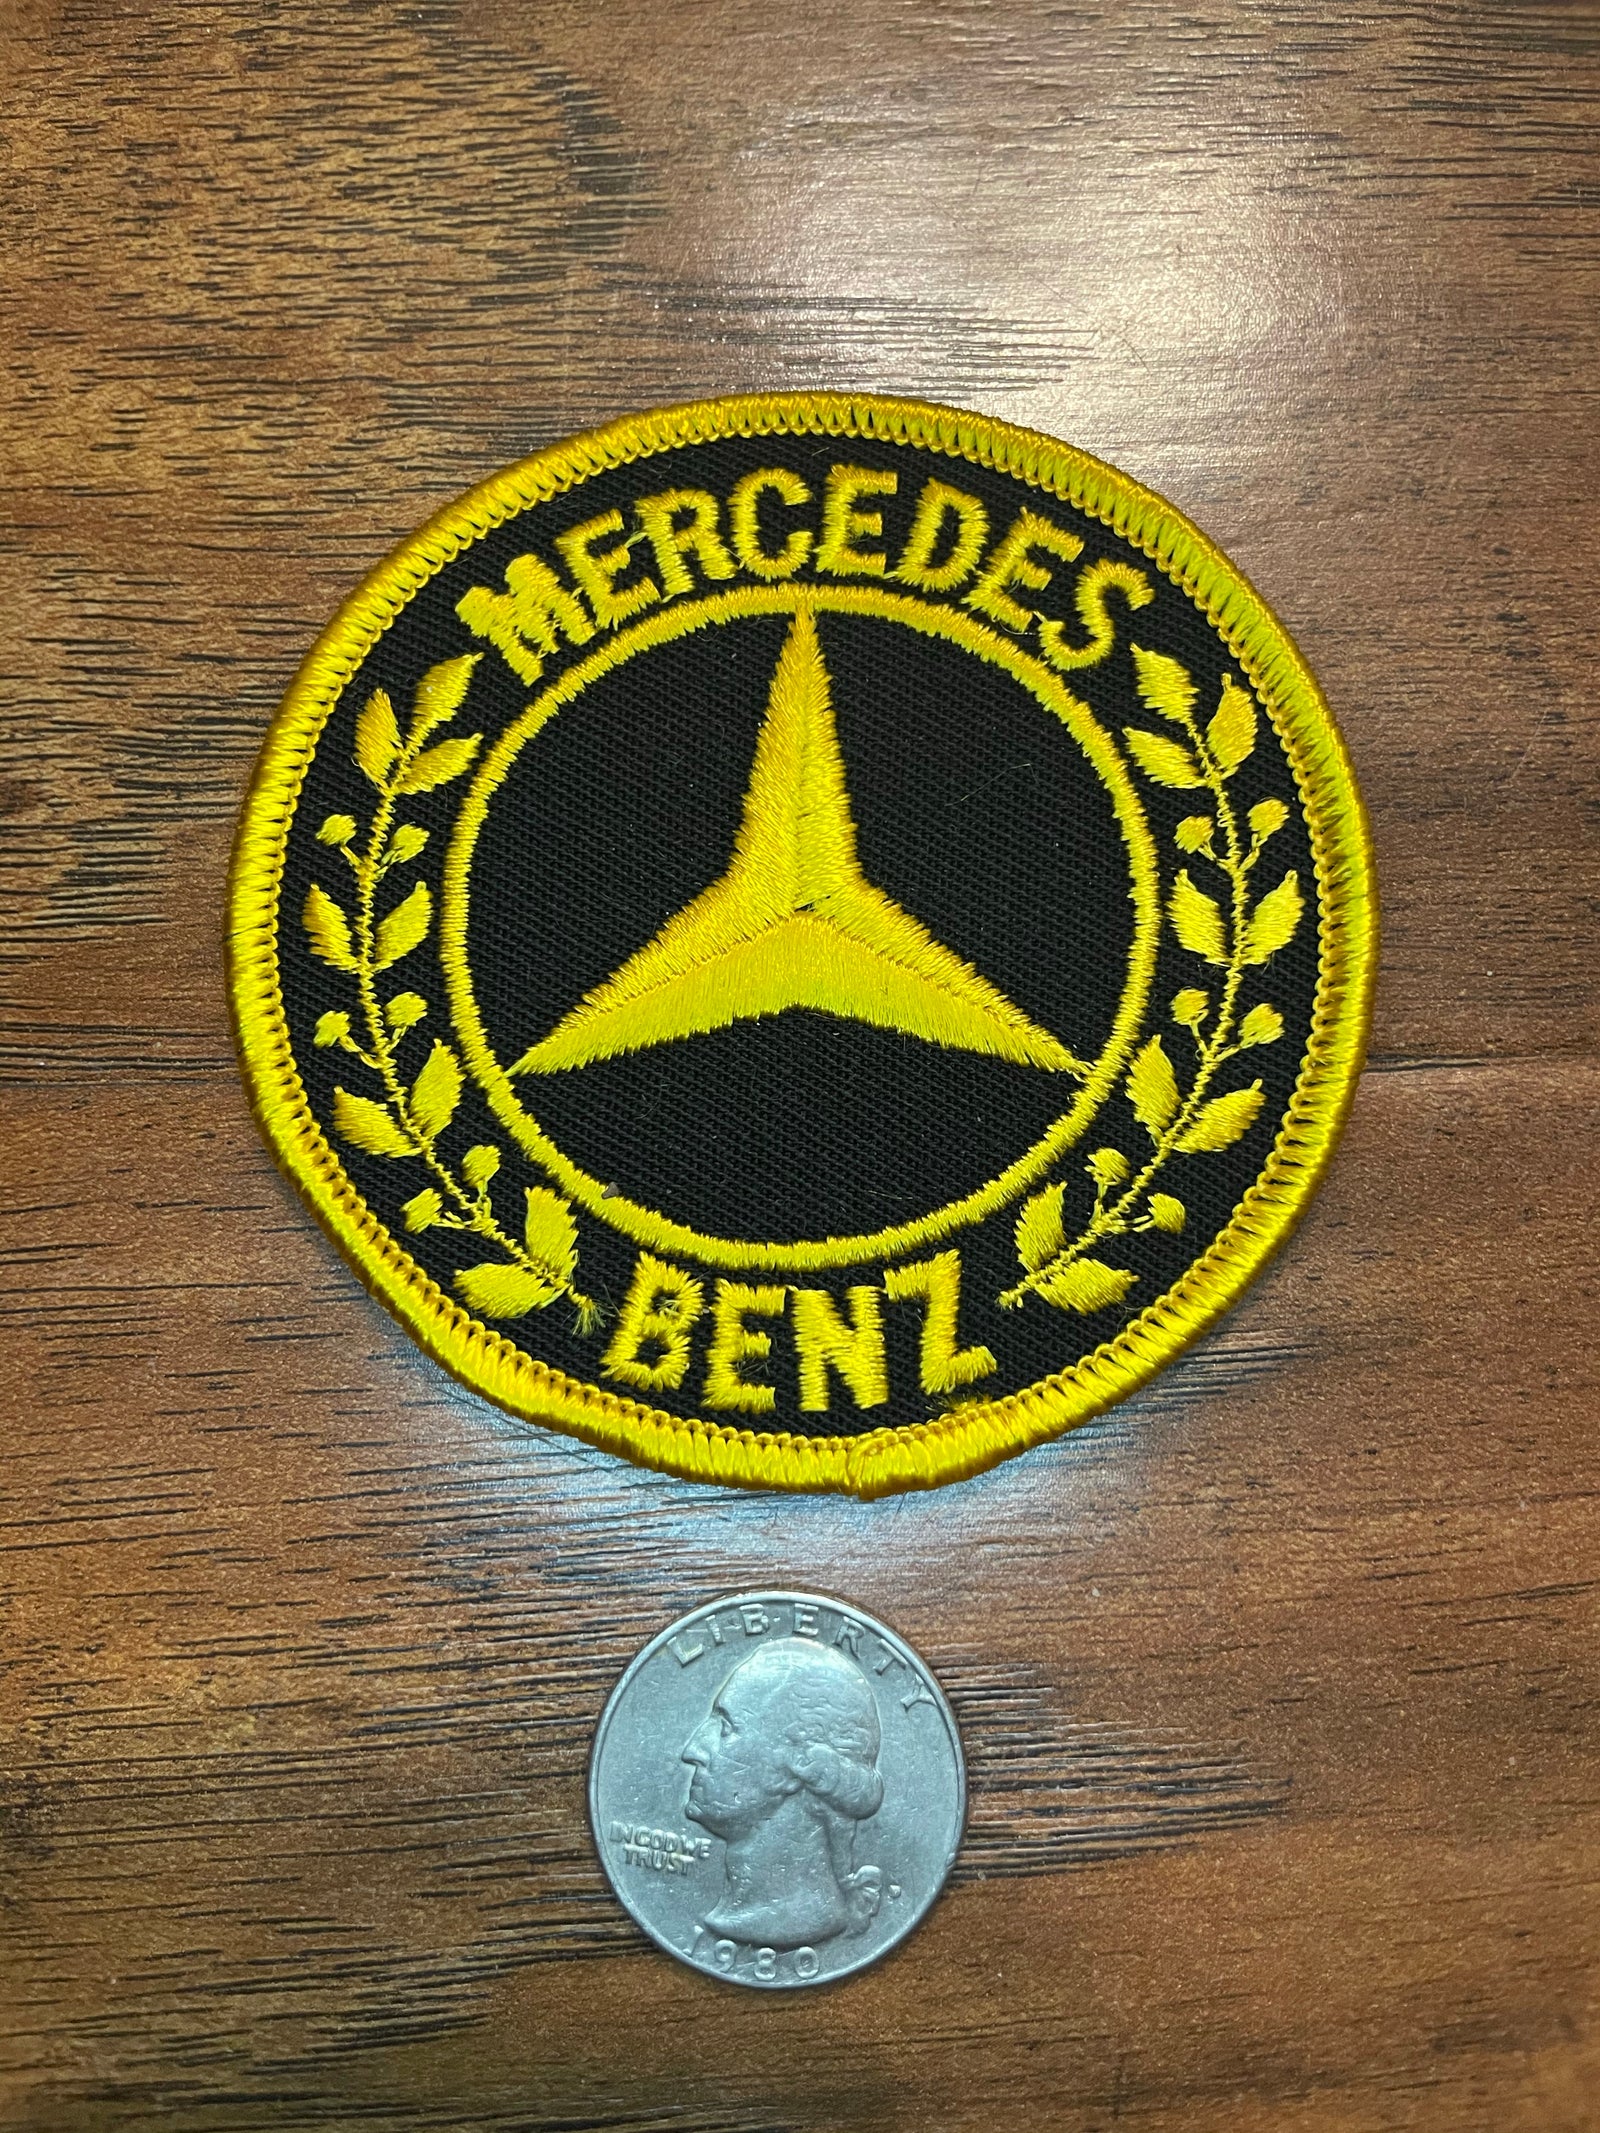 MERCEDES
BENZ
LIBERTY
IN GOD WE
TRUST
P
1980